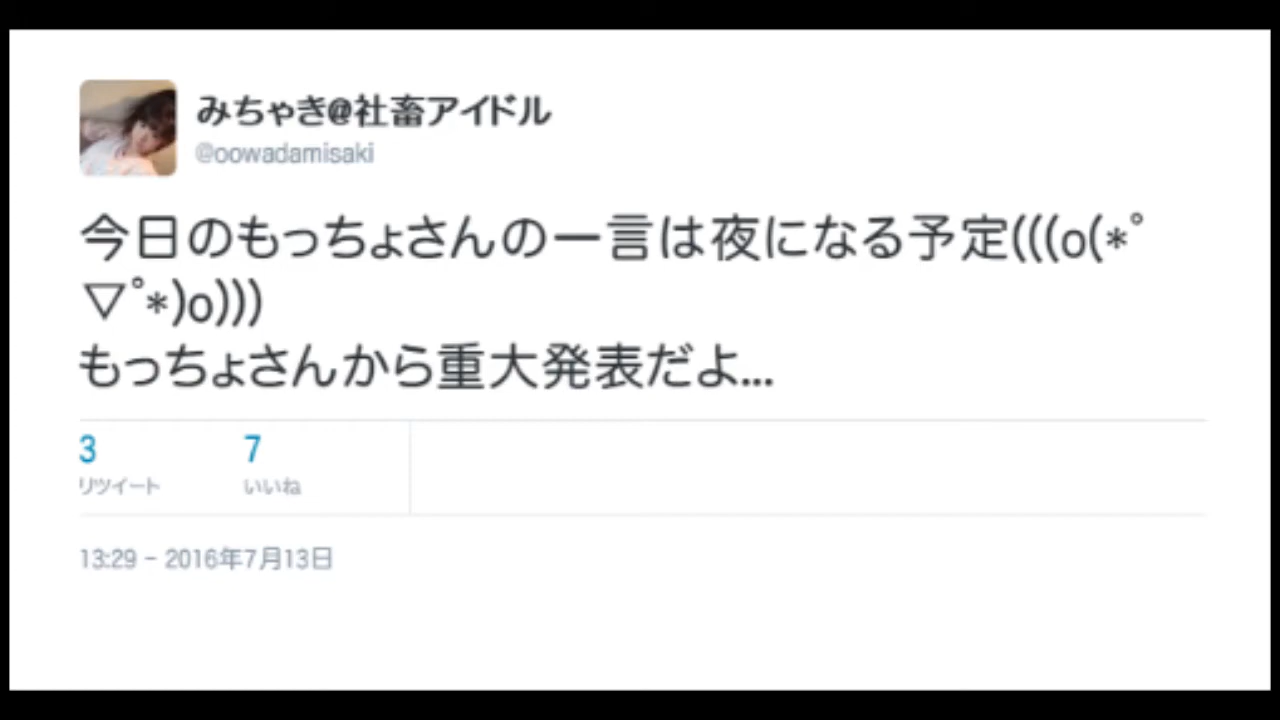 みちゃき@社畜アイドル
@oowadamisaki
今日のもっちょさんの一言は夜になる予定(((o(*ﾟ
▽ﾟ*)o)))
もっちょさんから重大発表だよ...
3 7
リツイート いいね
13:29 - 2016年7月13日